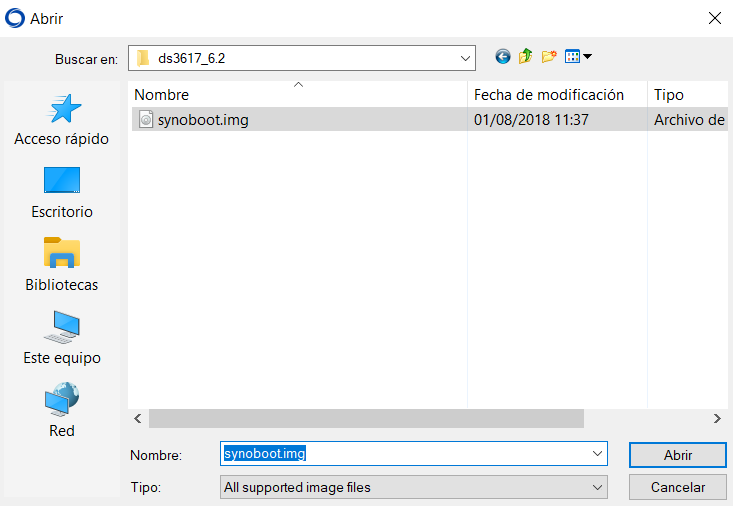 Abrir
Buscar en: ds3617_6.2
Nombre Fecha de modificación Tipo
synoboot.img 01/08/2018 11:37 Archivo de
Acceso rápido
Escritorio
Bibliotecas
Este equipo
Red
Nombre: synoboot.img Abrir
Tipo: All supported image files Cancelar